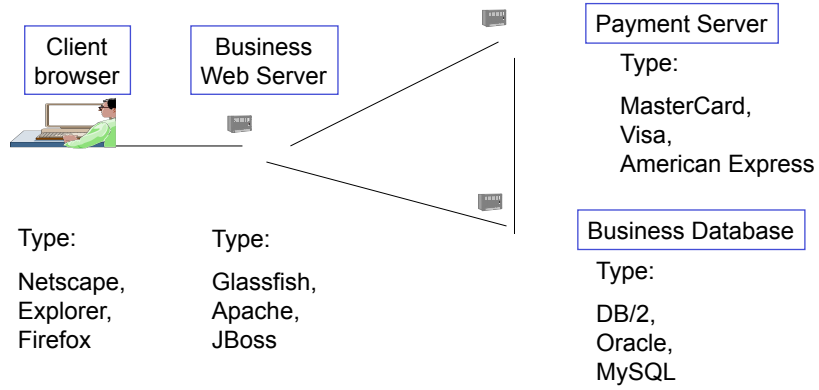 Client
browser
Business
Web Server
Payment Server
Type:
MasterCard,
Visa,
American Express
Type:
Netscape,
Explorer,
Firefox
Type:
Glassfish,
Apache,
JBoss
Business Database
Type:
DB/2,
Oracle,
MySQL